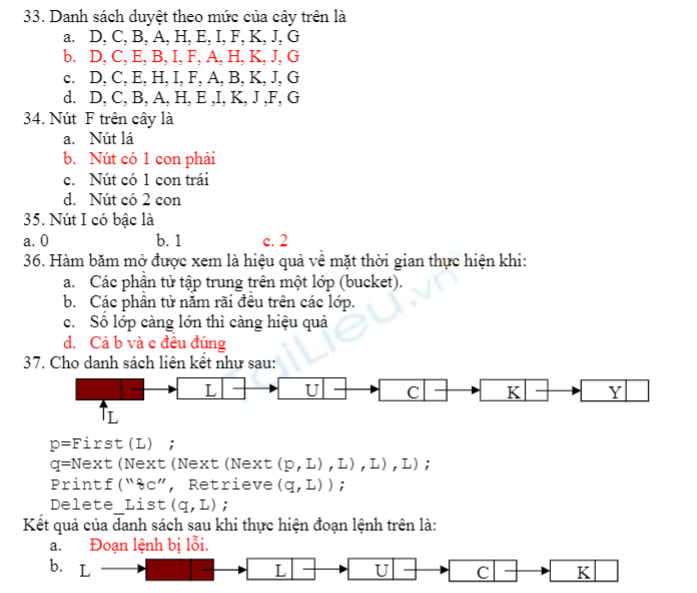 33. Danh sách duyệt theo mức của cây trên là
a. D, C, B, A, H, E, I, F, K, J, G
b. D, C, E, B, I, F, A, H, K, J, G
c. D, C, E, H, I, F, A, B, K, J, G
d. D, C, B, A, H, E ,I, K, J ,F, G
34. Nút F trên cây là
a. Nút lá
b. Nút có 1 con phải
c. Nút có 1 con trái
d. Nút có 2 con
35. Nút I có bậc là
a. 0 b. 1 c. 2
36. Hàm băm mở được xem là hiệu quả về mặt thời gian thực hiện khi:
a. Các phần tử tập trung trên một lớp (bucket).
b. Các phần tử nằm rãi đều trên các lớp.
c. Số lớp càng lớn thì càng hiệu quả
d. Cả b và c đều đúng
37. Cho danh sách liên kết như sau:
L U C K Y
L
p=First(L) ;
q=Next(Next(Next(Next(p,L),L),L),L);
Printf("%c", Retrieve(q,L));
Delete_List(q,L);
Kết quả của danh sách sau khi thực hiện đoạn lệnh trên là:
a. Đoạn lệnh bị lỗi.
b. L L U C K
TaiLieu.vn